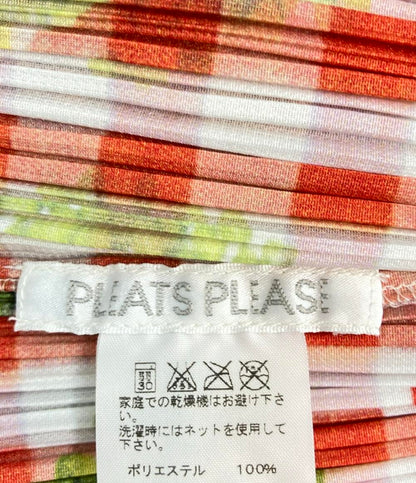 PLEATS PLEASE
家庭での乾燥機はお避け下さい。
洗濯時にはネットを使用して下さい。
ポリエステル 100%